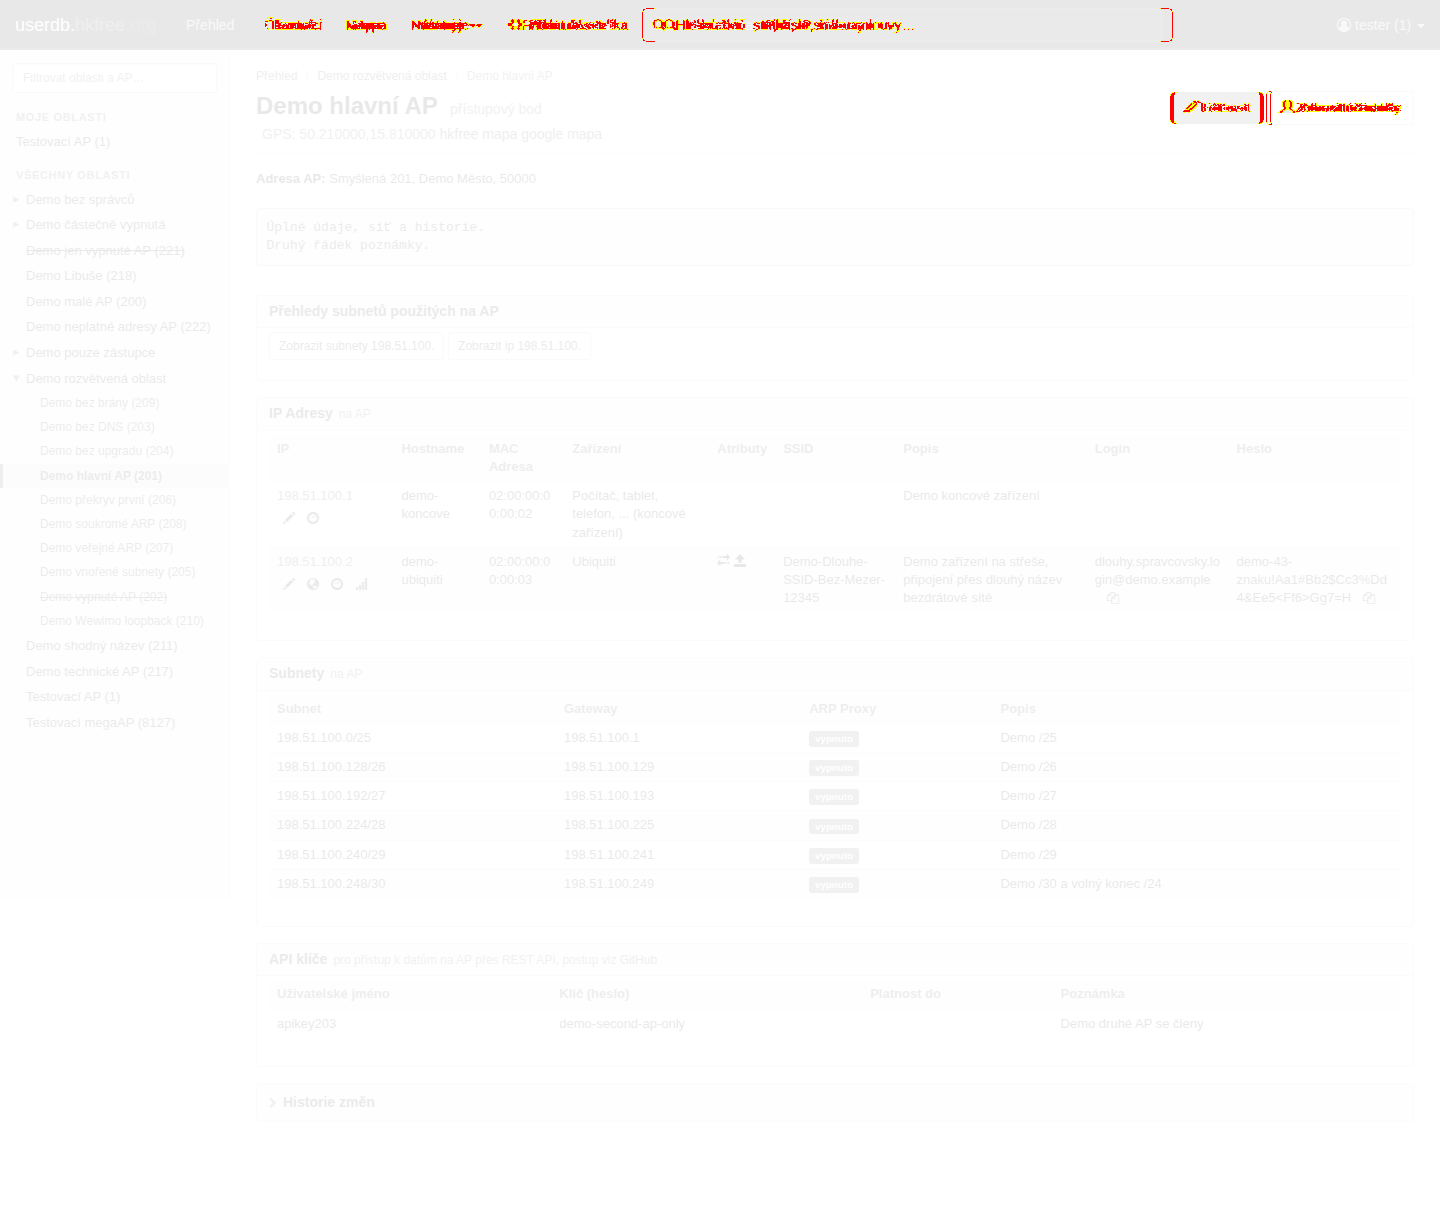 userdb.hkfree.org Přehled tester (1)
Filtrovat oblasti a AP...
MOJE OBLASTI
Testovací AP (1)
VŠECHNY OBLASTI
Demo bez správců
Demo částečně vypnutá
Demo jen vypnuté AP (221)
Demo Libuše (218)
Demo malé AP (200)
Demo neplatné adresy AP (222)
Demo pouze zástupce
Demo rozvětvená oblast
Demo bez brány (209)
Demo bez DNS (203)
Demo bez upgradu (204)
Demo hlavní AP (201)
Demo překryv první (206)
Demo soukromé ARP (208)
Demo veřejné ARP (207)
Demo vnořené subnety (205)
Demo vypnuté AP (202)
Demo Wewimo loopback (210)
Demo shodný název (211)
Demo technické AP (217)
Testovací AP (1)
Testovací megaAP (8127)
Přehled / Demo rozvětvená oblast / Demo hlavní AP
Demo hlavní AP přístupový bod
GPS: 50.210000,15.810000 hkfree mapa google mapa
Adresa AP: Smyšlená 201, Demo Město, 50000
Úplné údaje, síť a historie.
Druhý řádek poznámky.
Přehledy subnetů použitých na AP
Zobrazit subnety 198.51.100. Zobrazit ip 198.51.100.
IP Adresy na AP
IP Hostname MAC Adresa Zařízení Atributy SSID Popis Login Heslo
198.51.100.1 demo-koncove 02:00:00:00:00:02 Počítač, tablet, telefon, ... (koncové zařízení) Demo koncové zařízení
198.51.100.2 demo-ubiquiti 02:00:00:00:00:03 Ubiquiti Demo-Dlouhe-SSID-Bez-Mezer-12345 Demo zařízení na střeše, připojení přes dlouhý název bezdrátové sítě dlouhy.spravcovsky.login@demo.example demo-43-znaku!Aa1#Bb2$Cc3%Dd4&Ee5<Ff6>Gg7=H
Subnety na AP
Subnet Gateway ARP Proxy Popis
198.51.100.0/25 198.51.100.1 vypnuto Demo /25
198.51.100.128/26 198.51.100.129 vypnuto Demo /26
198.51.100.192/27 198.51.100.193 vypnuto Demo /27
198.51.100.224/28 198.51.100.225 vypnuto Demo /28
198.51.100.240/29 198.51.100.241 vypnuto Demo /29
198.51.100.248/30 198.51.100.249 vypnuto Demo /30 a volný konec /24
API klíče pro přístup k datům na AP přes REST API, postup viz GitHub
Uživatelské jméno Klíč (heslo) Platnost do Poznámka
apikey203 demo-second-ap-only Demo druhé AP se členy
Historie změn